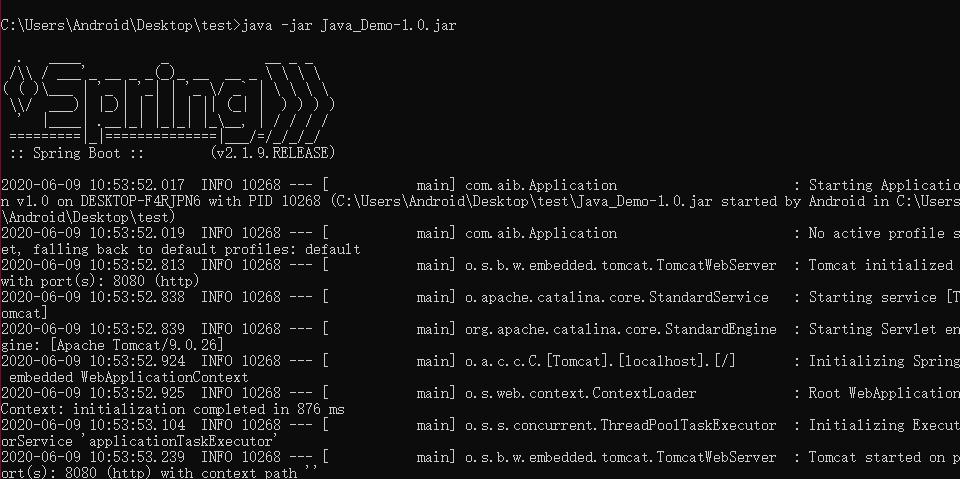 C:\Users\Android\Desktop\test>java -jar Java_Demo-1.0.jar
Spring
:: Spring Boot ::        (v2.1.9.RELEASE)
2020-06-09 10:53:52.017  INFO 10268 --- [           main] com.aib.Application                      : Starting Applicatio
n v1.0 on DESKTOP-F4RJPN6 with PID 10268 (C:\Users\Android\Desktop\test\Java_Demo-1.0.jar started by Android in C:\Users
\Android\Desktop\test)
2020-06-09 10:53:52.019  INFO 10268 --- [           main] com.aib.Application                      : No active profile s
et, falling back to default profiles: default
2020-06-09 10:53:52.813  INFO 10268 --- [           main] o.s.b.w.embedded.tomcat.TomcatWebServer  : Tomcat initialized
with port(s): 8080 (http)
2020-06-09 10:53:52.838  INFO 10268 --- [           main] o.apache.catalina.core.StandardService   : Starting service [T
omcat]
2020-06-09 10:53:52.839  INFO 10268 --- [           main] org.apache.catalina.core.StandardEngine  : Starting Servlet en
gine: [Apache Tomcat/9.0.26]
2020-06-09 10:53:52.924  INFO 10268 --- [           main] o.a.c.c.C.[Tomcat].[localhost].[/]       : Initializing Spring
 embedded WebApplicationContext
2020-06-09 10:53:52.925  INFO 10268 --- [           main] o.s.web.context.ContextLoader            : Root WebApplication
Context: initialization completed in 876 ms
2020-06-09 10:53:53.104  INFO 10268 --- [           main] o.s.s.concurrent.ThreadPoolTaskExecutor  : Initializing Execut
orService 'applicationTaskExecutor'
2020-06-09 10:53:53.239  INFO 10268 --- [           main] o.s.b.w.embedded.tomcat.TomcatWebServer  : Tomcat started on p
ort(s): 8080 (http) with context path ''